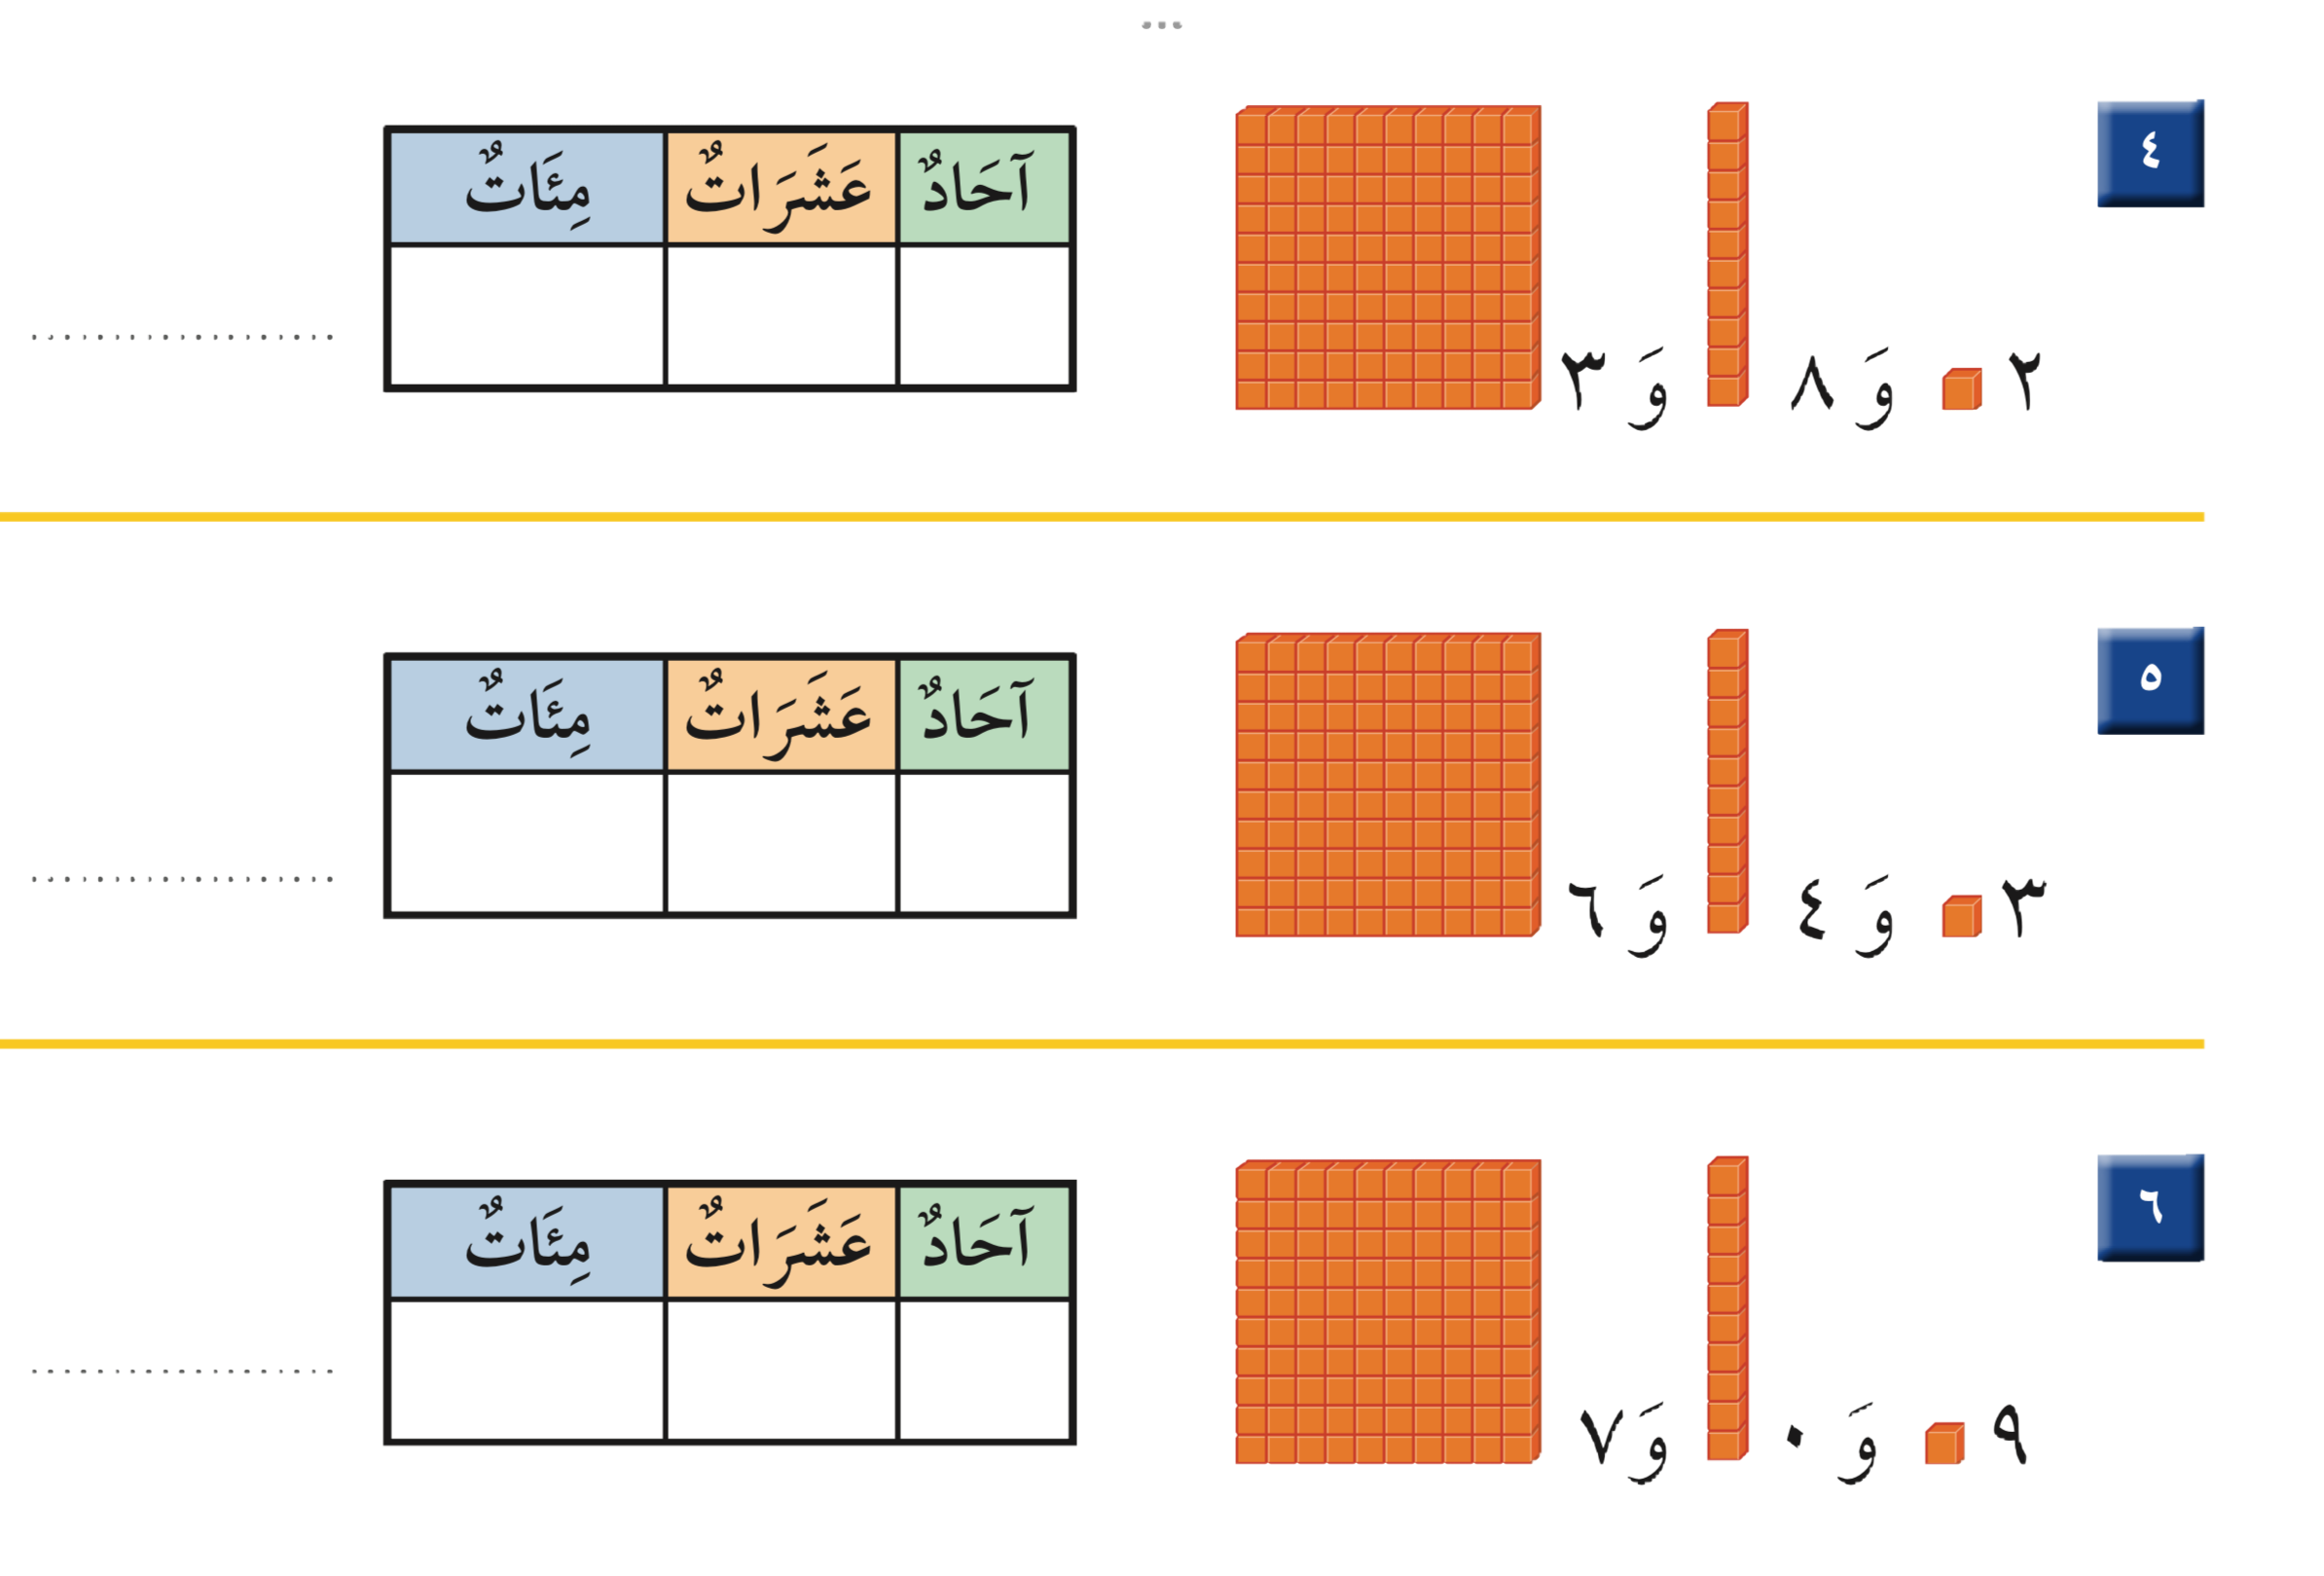 ٤
٢ وَ ٨ وَ ٣
آحَادٌ عَشَرَاتٌ مِئَاتٌ
...............
٥
٣ وَ ٤ وَ ٦
آحَادٌ عَشَرَاتٌ مِئَاتٌ
...............
٦
٩ وَ ٠ وَ ٧
آحَادٌ عَشَرَاتٌ مِئَاتٌ
...............